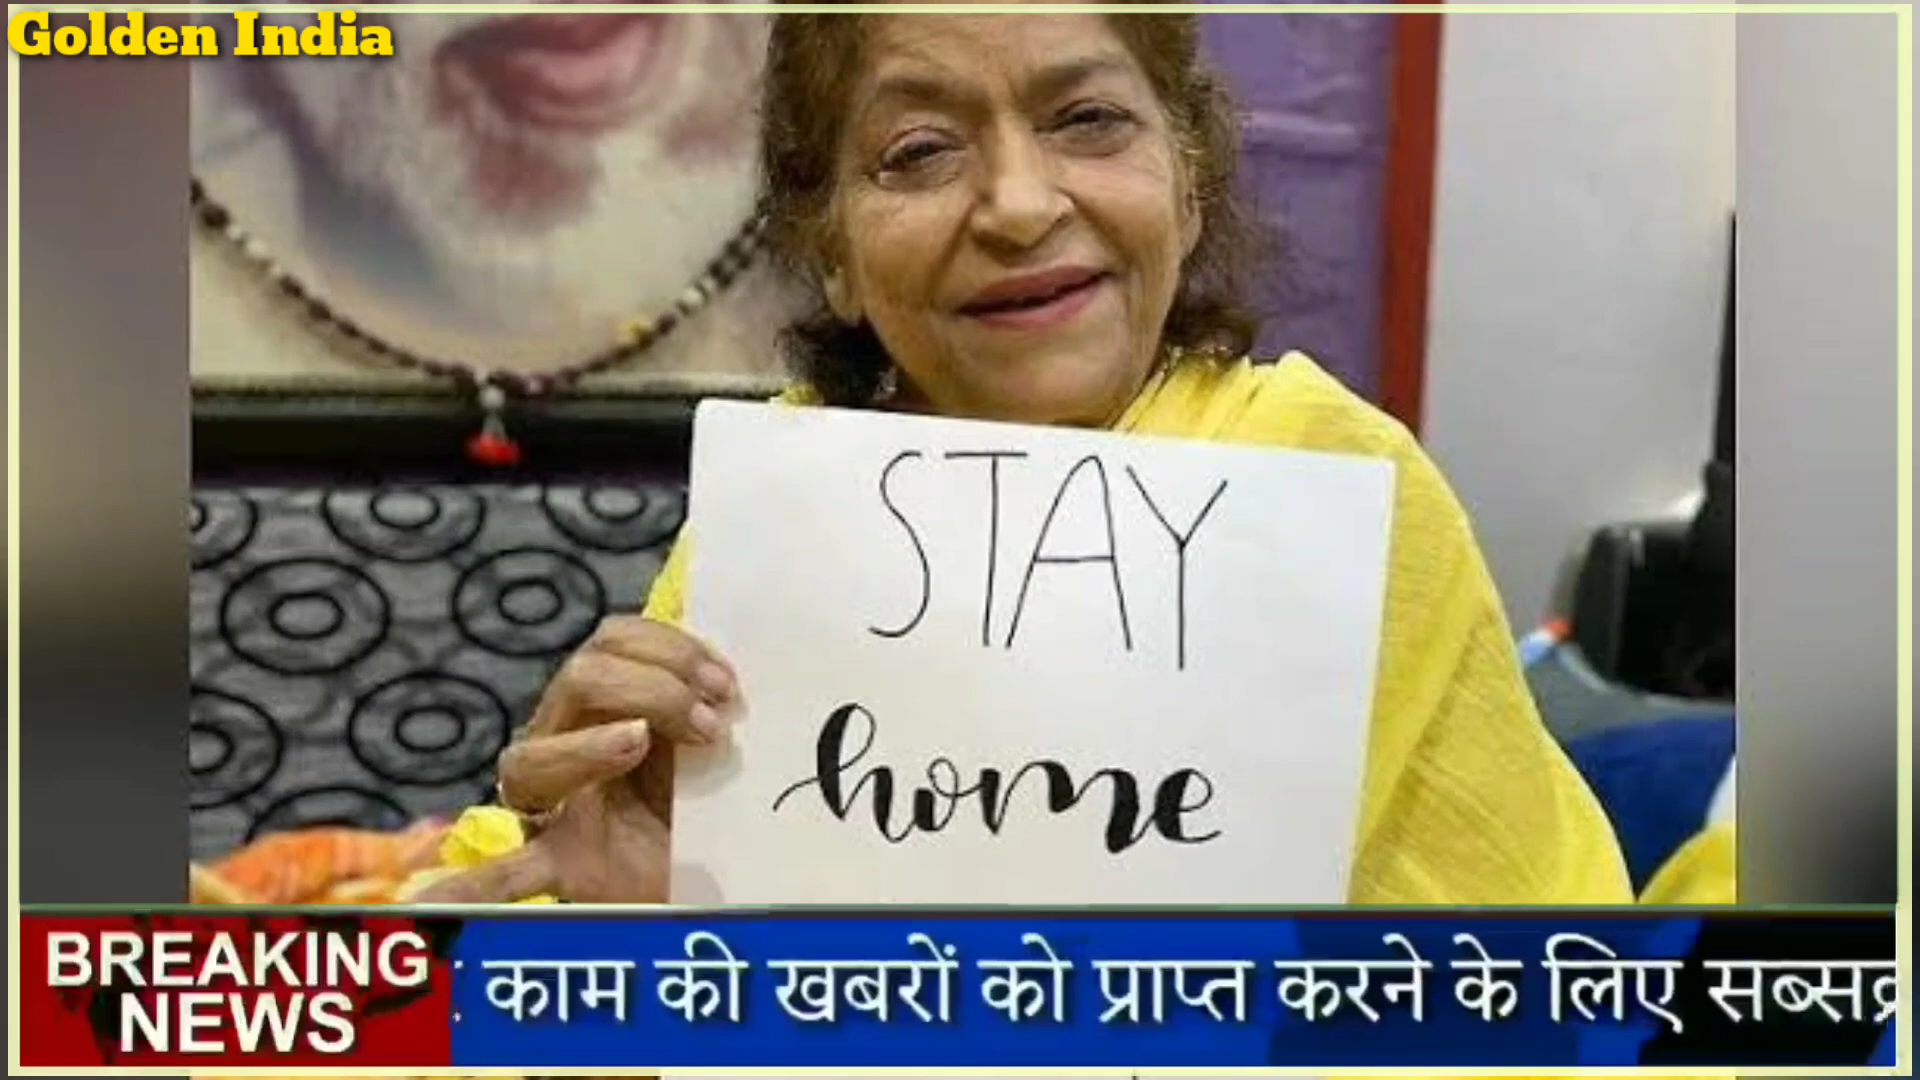 Golden India
STAY
home
BREAKING
NEWS
: काम की खबरों को प्राप्त करने के लिए